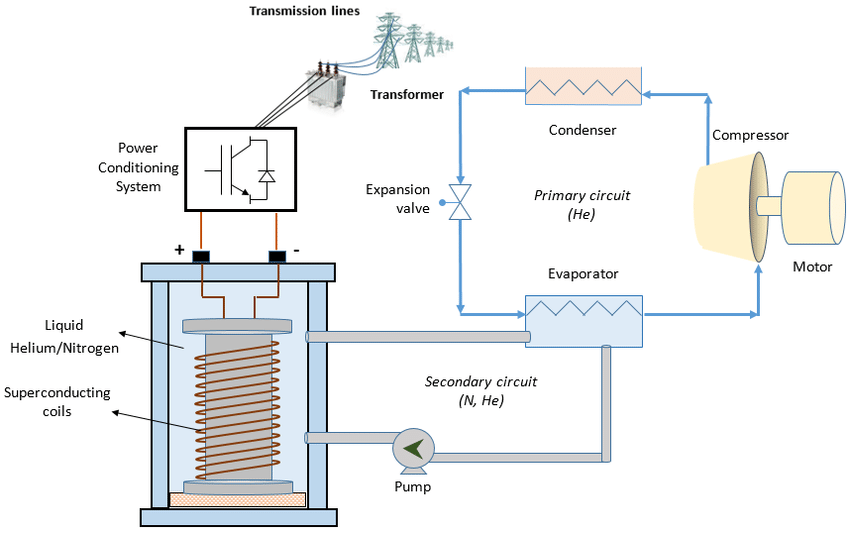 Transmission lines
Transformer
Power
Conditioning
System
+
-
Condenser
Compressor
Expansion
valve
Primary circuit
(He)
Motor
Evaporator
Liquid
Helium/Nitrogen
Superconducting
coils
Secondary circuit
(N, He)
Pump